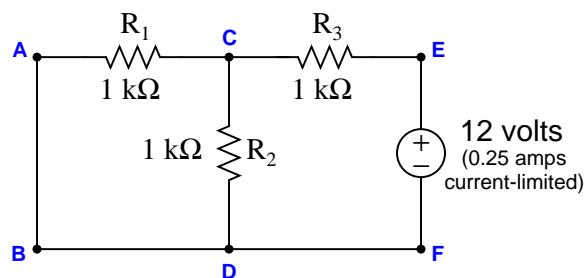 R1
R3
A
C
E
1 kΩ
1 kΩ
12 volts
(0.25 amps
current-limited)
+
−
1 kΩ
R2
B
D
F